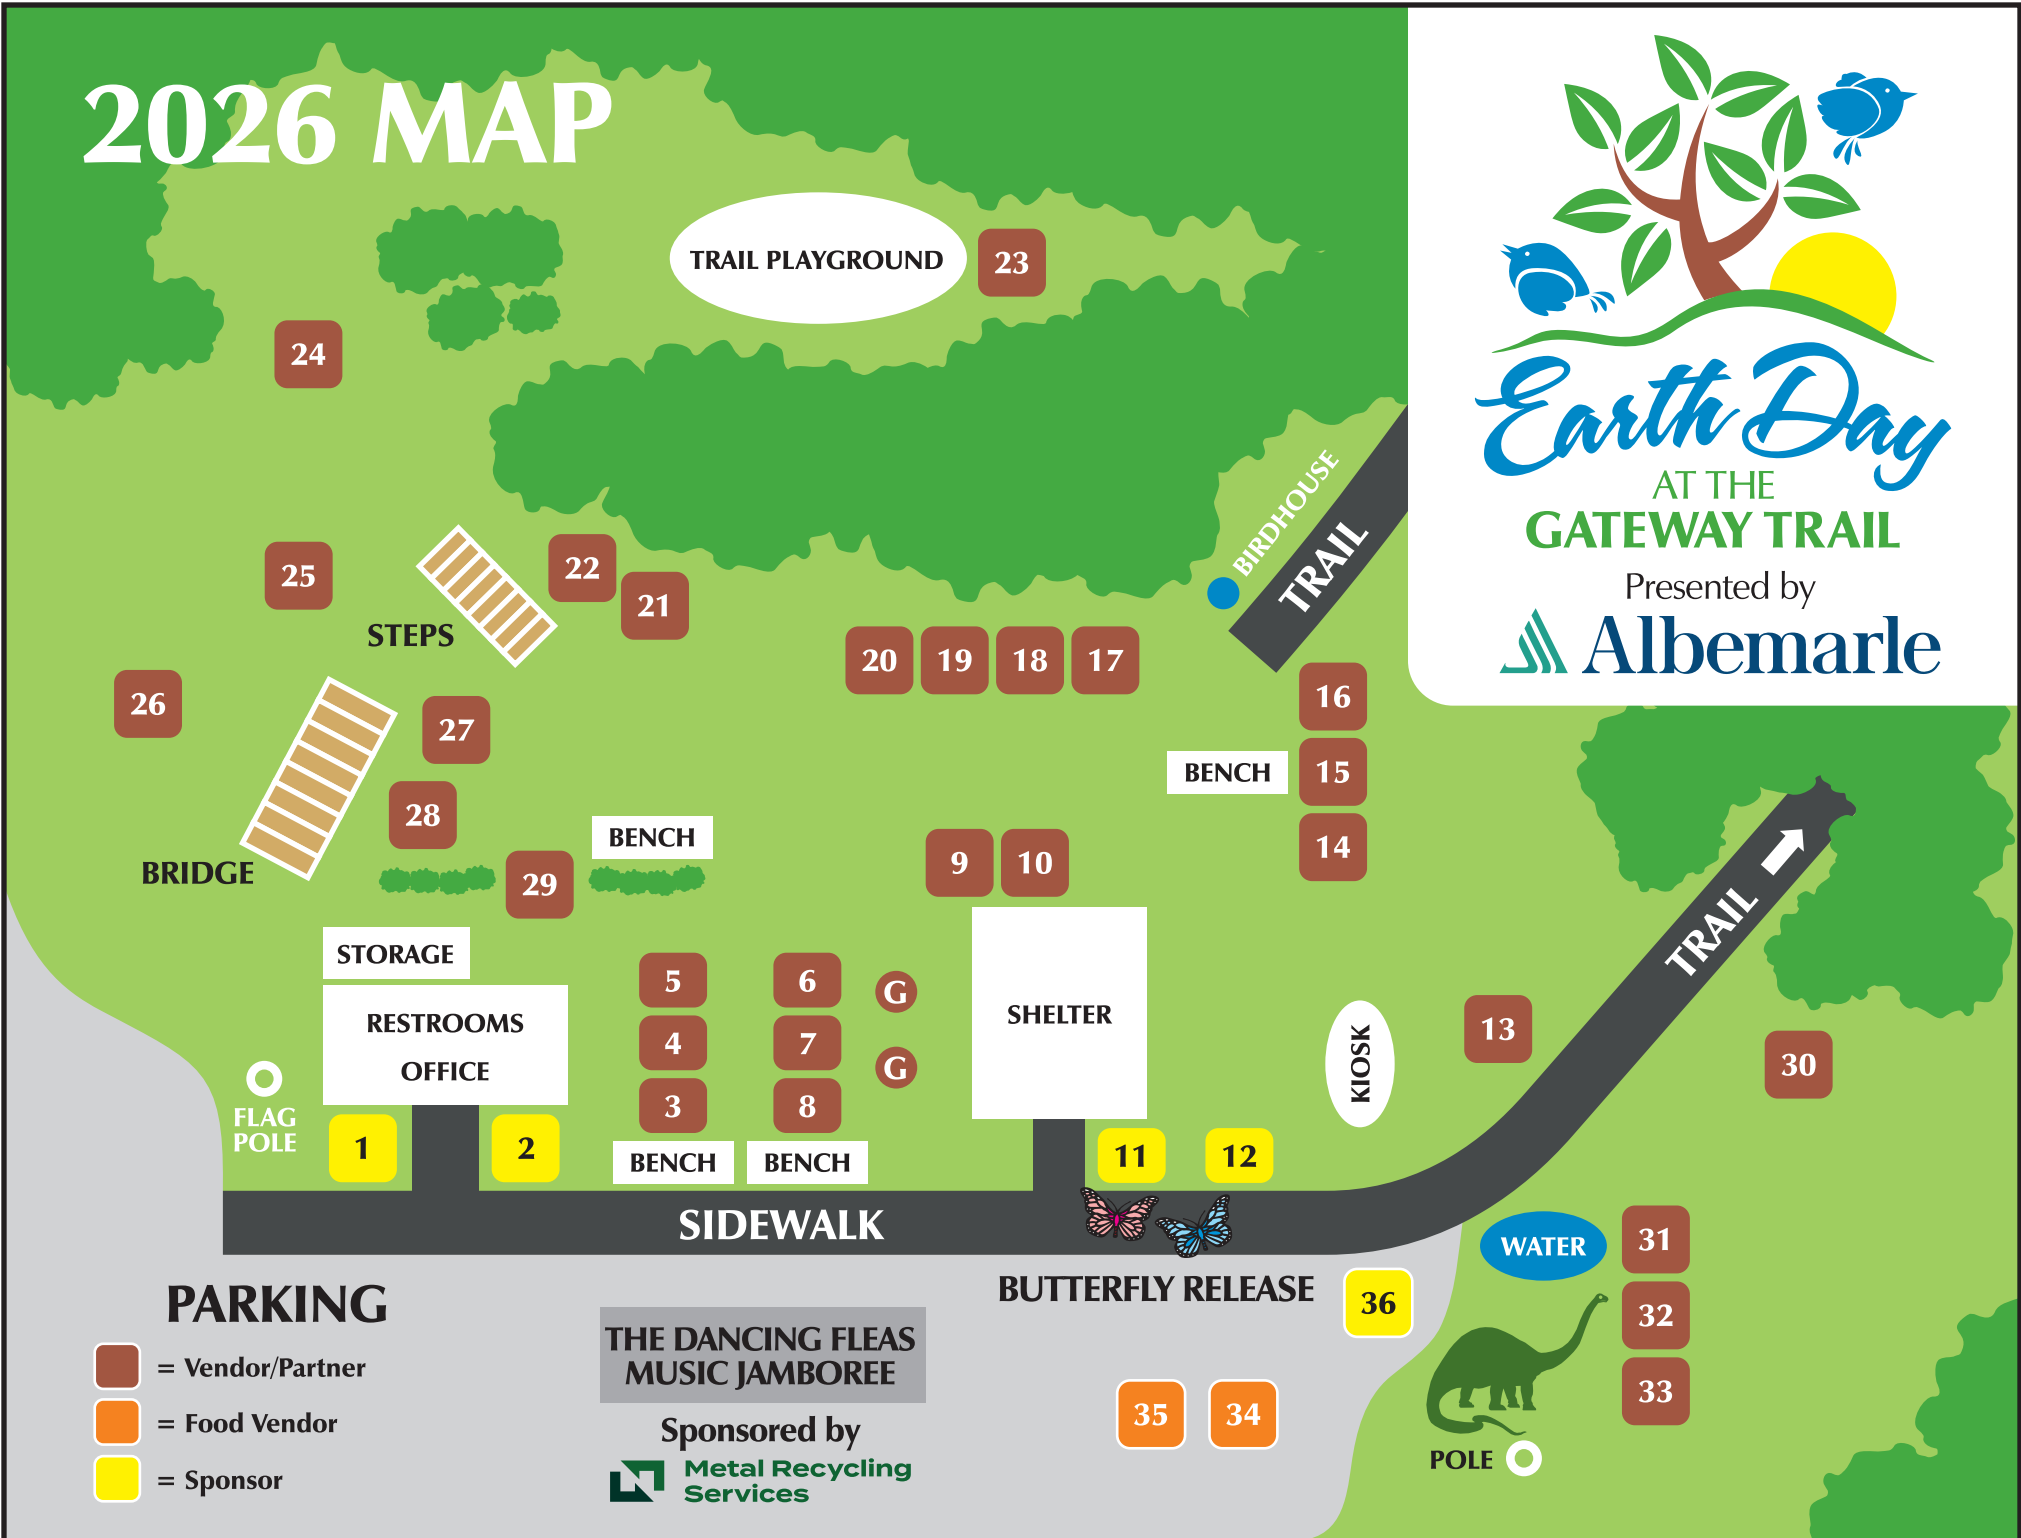 2026 MAP
TRAIL PLAYGROUND
23
24
Earth Day
AT THE
GATEWAY TRAIL
Presented by
Albemarle
BIRDHOUSE
TRAIL
25
STEPS
22
21
20
19
18
17
16
BENCH
15
14
26
27
28
BRIDGE
BENCH
29
9
10
STORAGE
RESTROOMS
OFFICE
5
6
G
4
7
G
3
8
SHELTER
KIOSK
13
TRAIL
30
FLAG
POLE
1
2
BENCH
BENCH
11
12
SIDEWALK
WATER
31
32
33
BUTTERFLY RELEASE
36
PARKING
= Vendor/Partner
= Food Vendor
= Sponsor
THE DANCING FLEAS
MUSIC JAMBOREE
Sponsored by
Metal Recycling
Services
35
34
POLE